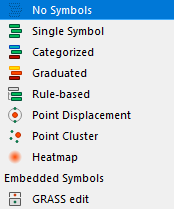 No Symbols
Single Symbol
Categorized
Graduated
Rule-based
Point Displacement
Point Cluster
Heatmap
Embedded Symbols
GRASS edit